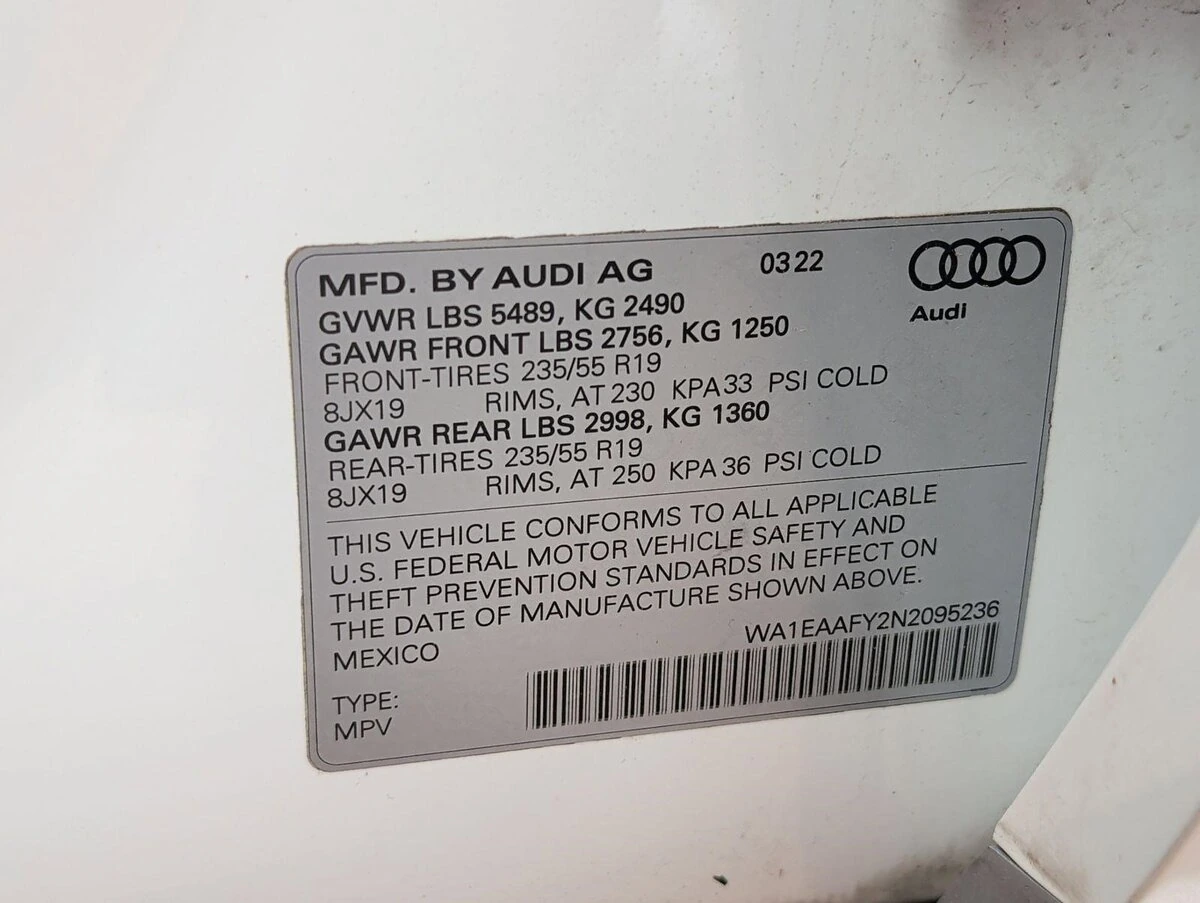 MFD. BY AUDI AG 0322
Audi
GVWR LBS 5489, KG 2490
GAWR FRONT LBS 2756, KG 1250
FRONT-TIRES 235/55 R19
8JX19 RIMS, AT 230 KPA 33 PSI COLD
GAWR REAR LBS 2998, KG 1360
REAR-TIRES 235/55 R19
8JX19 RIMS, AT 250 KPA 36 PSI COLD
THIS VEHICLE CONFORMS TO ALL APPLICABLE
U.S. FEDERAL MOTOR VEHICLE SAFETY AND
THEFT PREVENTION STANDARDS IN EFFECT ON
THE DATE OF MANUFACTURE SHOWN ABOVE.
MEXICO WA1EAAFY2N2095236
TYPE:
MPV